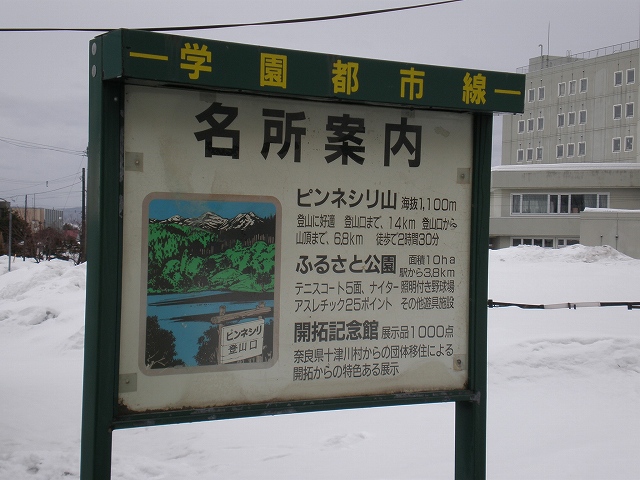 ー学園都市線ー
名所案内
ピンネシリ山 海抜1,100m
登山に好適 登山口まで、14km 登山口から
山頂まで、6.8km 徒歩で2時間30分
ふるさと公園 面積10ha
駅から3.8km
テニスコート5面、ナイター照明付き野球場
アスレチック25ポイント その他遊具施設
開拓記念館 展示品1000点
奈良県十津川村からの団体移住による
開拓からの特色ある展示
ピンネシリ
登山口